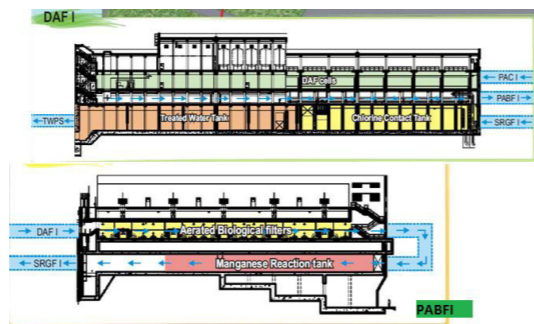 DAF I
DAF cells
PAC I
PABF I
TWPS
Treated Water Tank
Chlorine Contact Tank
SRGF I
DAF I
Aerated Biological filters
SRGF I
Manganese Reaction tank
PABFI